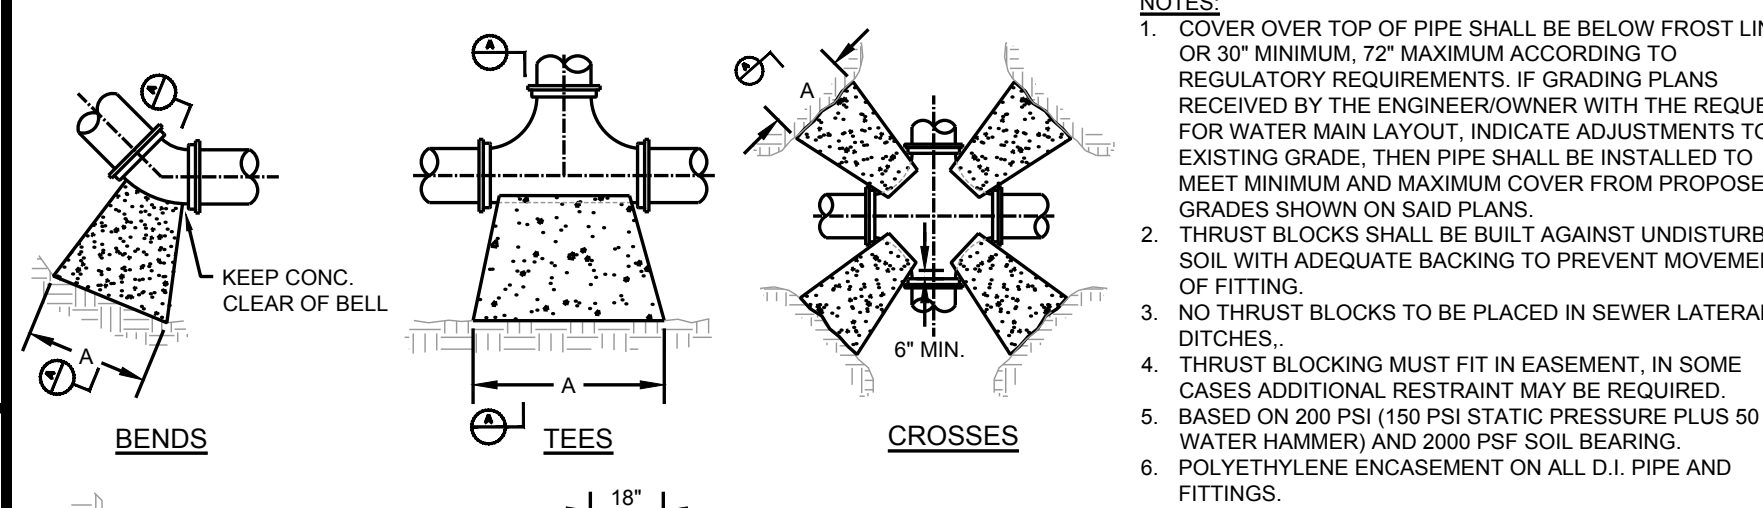 A
KEEP CONC.
CLEAR OF BELL
A
A
BENDS
A
A
A
TEES
A
A
6" MIN.
CROSSES
18"
NOTES:
1. COVER OVER TOP OF PIPE SHALL BE BELOW FROST LIN
OR 30" MINIMUM, 72" MAXIMUM ACCORDING TO
REGULATORY REQUIREMENTS. IF GRADING PLANS
RECEIVED BY THE ENGINEER/OWNER WITH THE REQUE
FOR WATER MAIN LAYOUT, INDICATE ADJUSTMENTS TO
EXISTING GRADE, THEN PIPE SHALL BE INSTALLED TO
MEET MINIMUM AND MAXIMUM COVER FROM PROPOSE
GRADES SHOWN ON SAID PLANS.
2. THRUST BLOCKS SHALL BE BUILT AGAINST UNDISTURB
SOIL WITH ADEQUATE BACKING TO PREVENT MOVEME
OF FITTING.
3. NO THRUST BLOCKS TO BE PLACED IN SEWER LATERA
DITCHES,.
4. THRUST BLOCKING MUST FIT IN EASEMENT, IN SOME
CASES ADDITIONAL RESTRAINT MAY BE REQUIRED.
5. BASED ON 200 PSI (150 PSI STATIC PRESSURE PLUS 50
WATER HAMMER) AND 2000 PSF SOIL BEARING.
6. POLYETHYLENE ENCASEMENT ON ALL D.I. PIPE AND
FITTINGS.